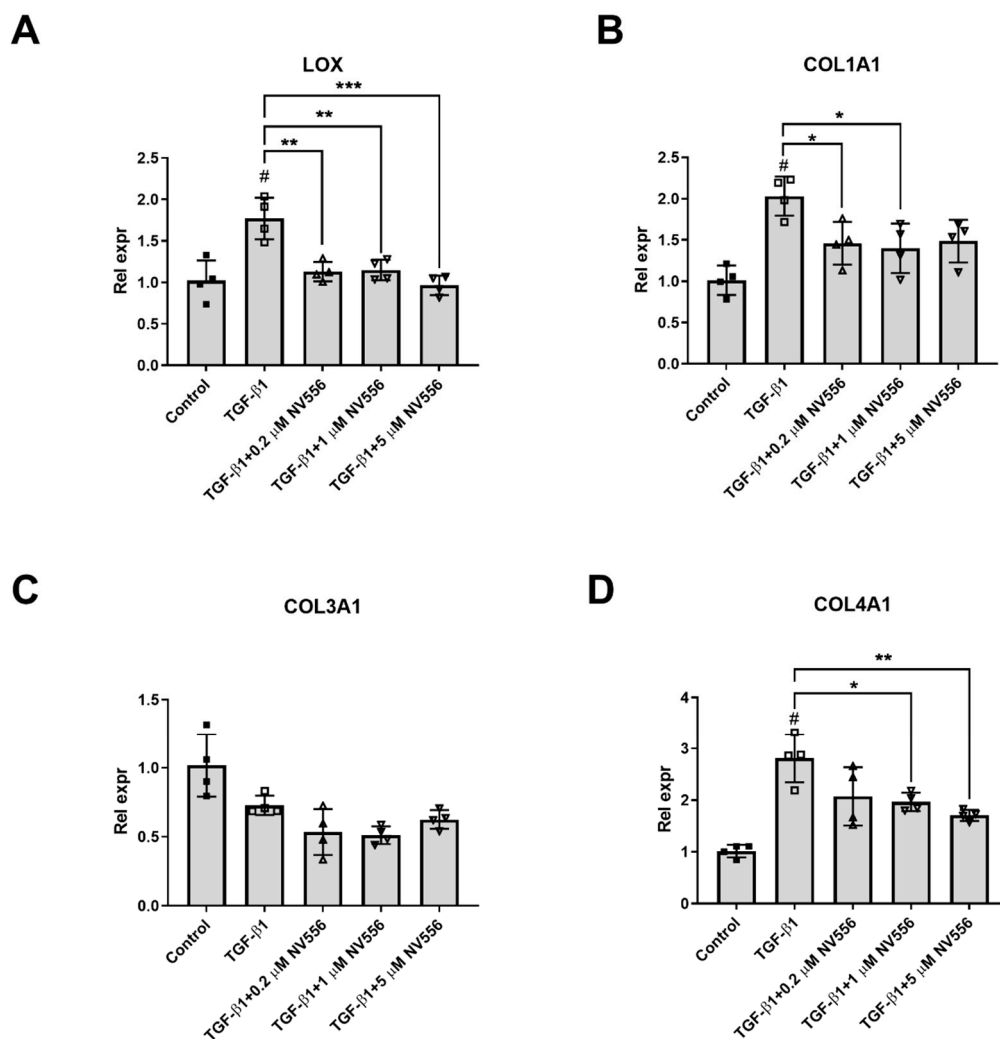 A
LOX
***
**
**
#
Rel expr
2.5
2.0
1.5
1.0
0.5
0.0
Control
TGF-β1
TGF-β1+0.2 μM NV556
TGF-β1+1 μM NV556
TGF-β1+5 μM NV556
B
COL1A1
*
*
#
Rel expr
2.5
2.0
1.5
1.0
0.5
0.0
Control
TGF-β1
TGF-β1+0.2 μM NV556
TGF-β1+1 μM NV556
TGF-β1+5 μM NV556
C
COL3A1
Rel expr
1.5
1.0
0.5
0.0
Control
TGF-β1
TGF-β1+0.2 μM NV556
TGF-β1+1 μM NV556
TGF-β1+5 μM NV556
D
COL4A1
**
*
#
Rel expr
4
3
2
1
0
Control
TGF-β1
TGF-β1+0.2 μM NV556
TGF-β1+1 μM NV556
TGF-β1+5 μM NV556